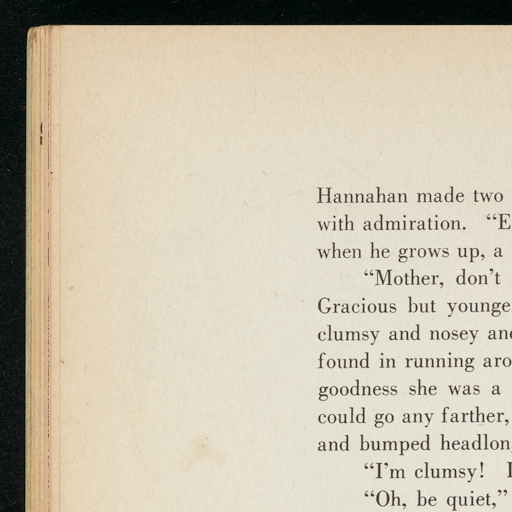 Hannahan made two
with admiration. “E
when he grows up, a
“Mother, don’t
Gracious but younge
clumsy and nosey and
found in running aro
goodness she was a
could go any farther,
and bumped headlon
“I’m clumsy! I
“Oh, be quiet,”